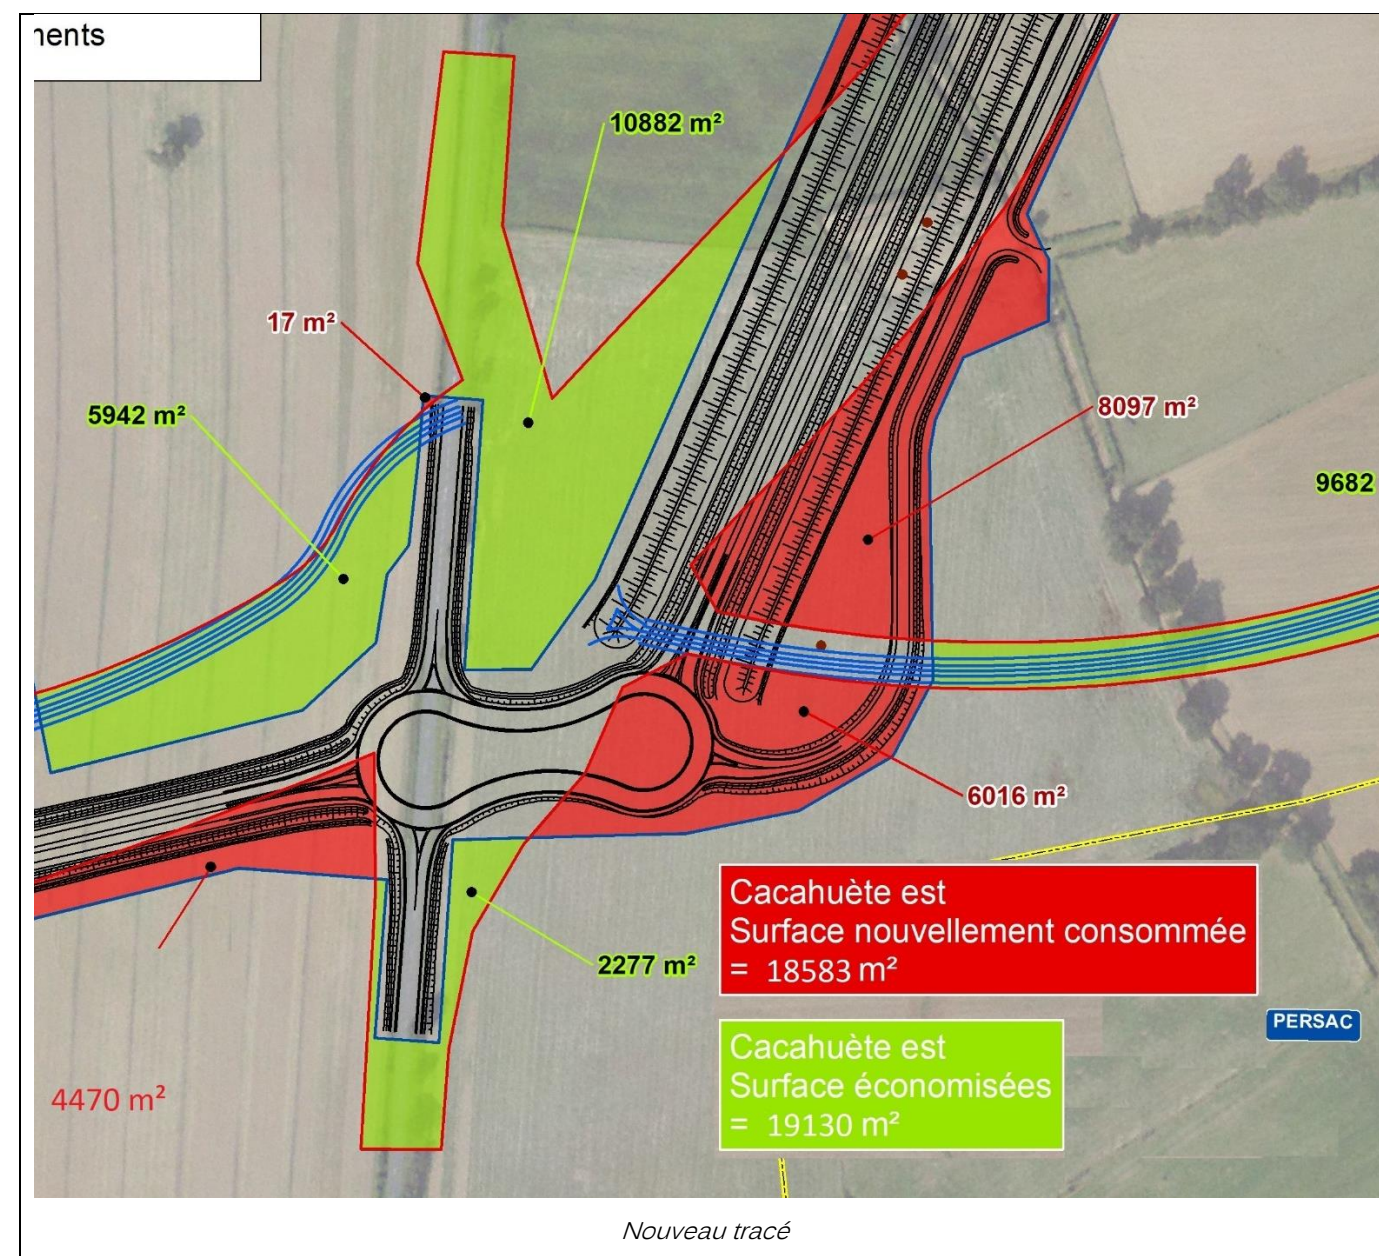 10882 m²
17 m²
5942 m²
8097 m²
9682
6016 m²
2277 m²
Cacahuète est
Surface nouvellement consommée
= 18583 m²
PERSAC
Cacahuète est
Surface économisées
= 19130 m²
4470 m²
Nouveau tracé